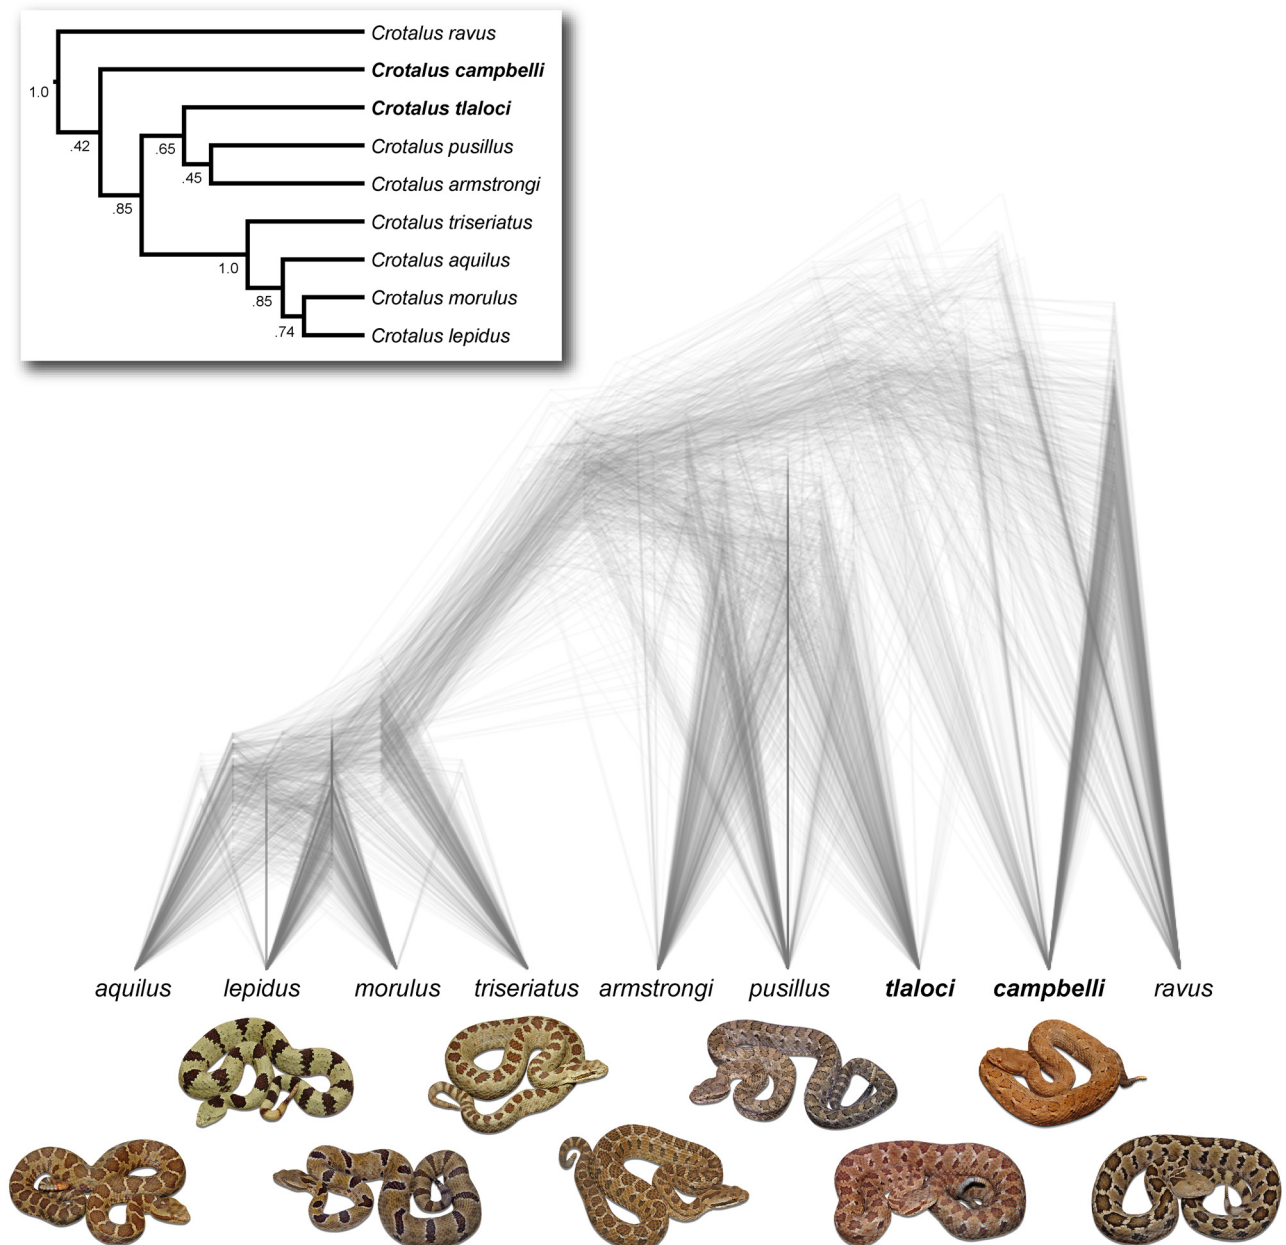 Crotalus ravus
Crotalus campbelli
1.0
Crotalus tlaloci
.42
.65
Crotalus pusillus
.45
Crotalus armstrongi
.85
Crotalus triseriatus
1.0
Crotalus aquilus
.85
Crotalus morulus
.74
Crotalus lepidus
aquilus lepidus morulus triseriatus armstrongi pusillus tlaloci campbelli ravus